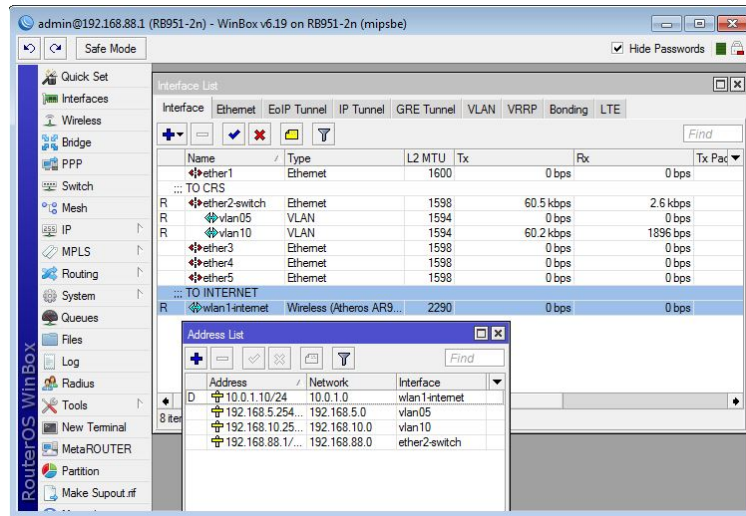 admin@192.168.88.1 (RB951-2n) - WinBox v6.19 on RB951-2n (mipsbe)
Safe Mode
Hide Passwords
Quick Set
Interfaces
Wireless
Bridge
PPP
Switch
Mesh
IP
MPLS
Routing
System
Queues
Files
Log
Radius
Tools
New Terminal
MetaROUTER
Partition
Make Supout.rif
RouterOS WinBox
Interface List
Interface Ethernet EoIP Tunnel IP Tunnel GRE Tunnel VLAN VRRP Bonding LTE
Find
Name / Type L2 MTU Tx Rx Tx Pac
ether1 Ethernet 1600 0 bps 0 bps
::: TO CRS
R ether2-switch Ethernet 1598 60.5 kbps 2.6 kbps
R vlan05 VLAN 1594 0 bps 0 bps
R vlan10 VLAN 1594 60.2 kbps 1896 bps
ether3 Ethernet 1598 0 bps 0 bps
ether4 Ethernet 1598 0 bps 0 bps
ether5 Ethernet 1598 0 bps 0 bps
::: TO INTERNET
R wlan1-internet Wireless (Atheros AR9... 2290 0 bps 0 bps
8 iter
Address List
Find
Address / Network Interface
D 10.0.1.10/24 10.0.1.0 wlan1-internet
192.168.5.254... 192.168.5.0 vlan05
192.168.10.25... 192.168.10.0 vlan10
192.168.88.1/... 192.168.88.0 ether2-switch